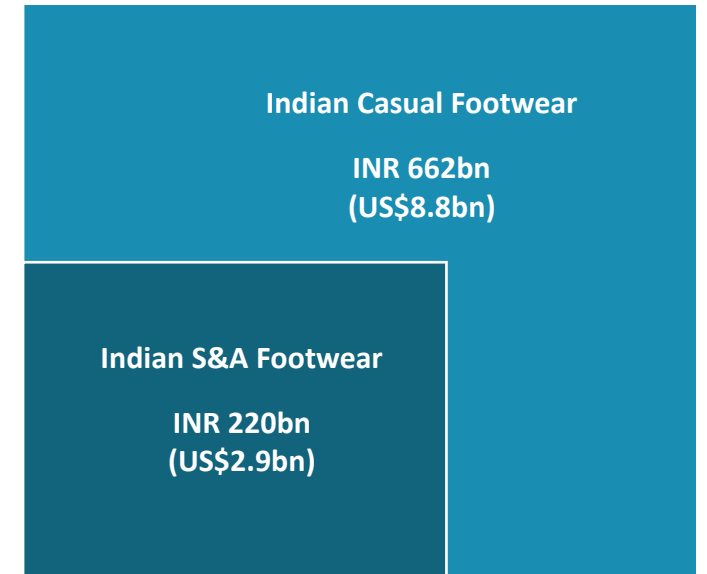 Indian Casual Footwear
INR 662bn
(US$8.8bn)
Indian S&A Footwear
INR 220bn
(US$2.9bn)